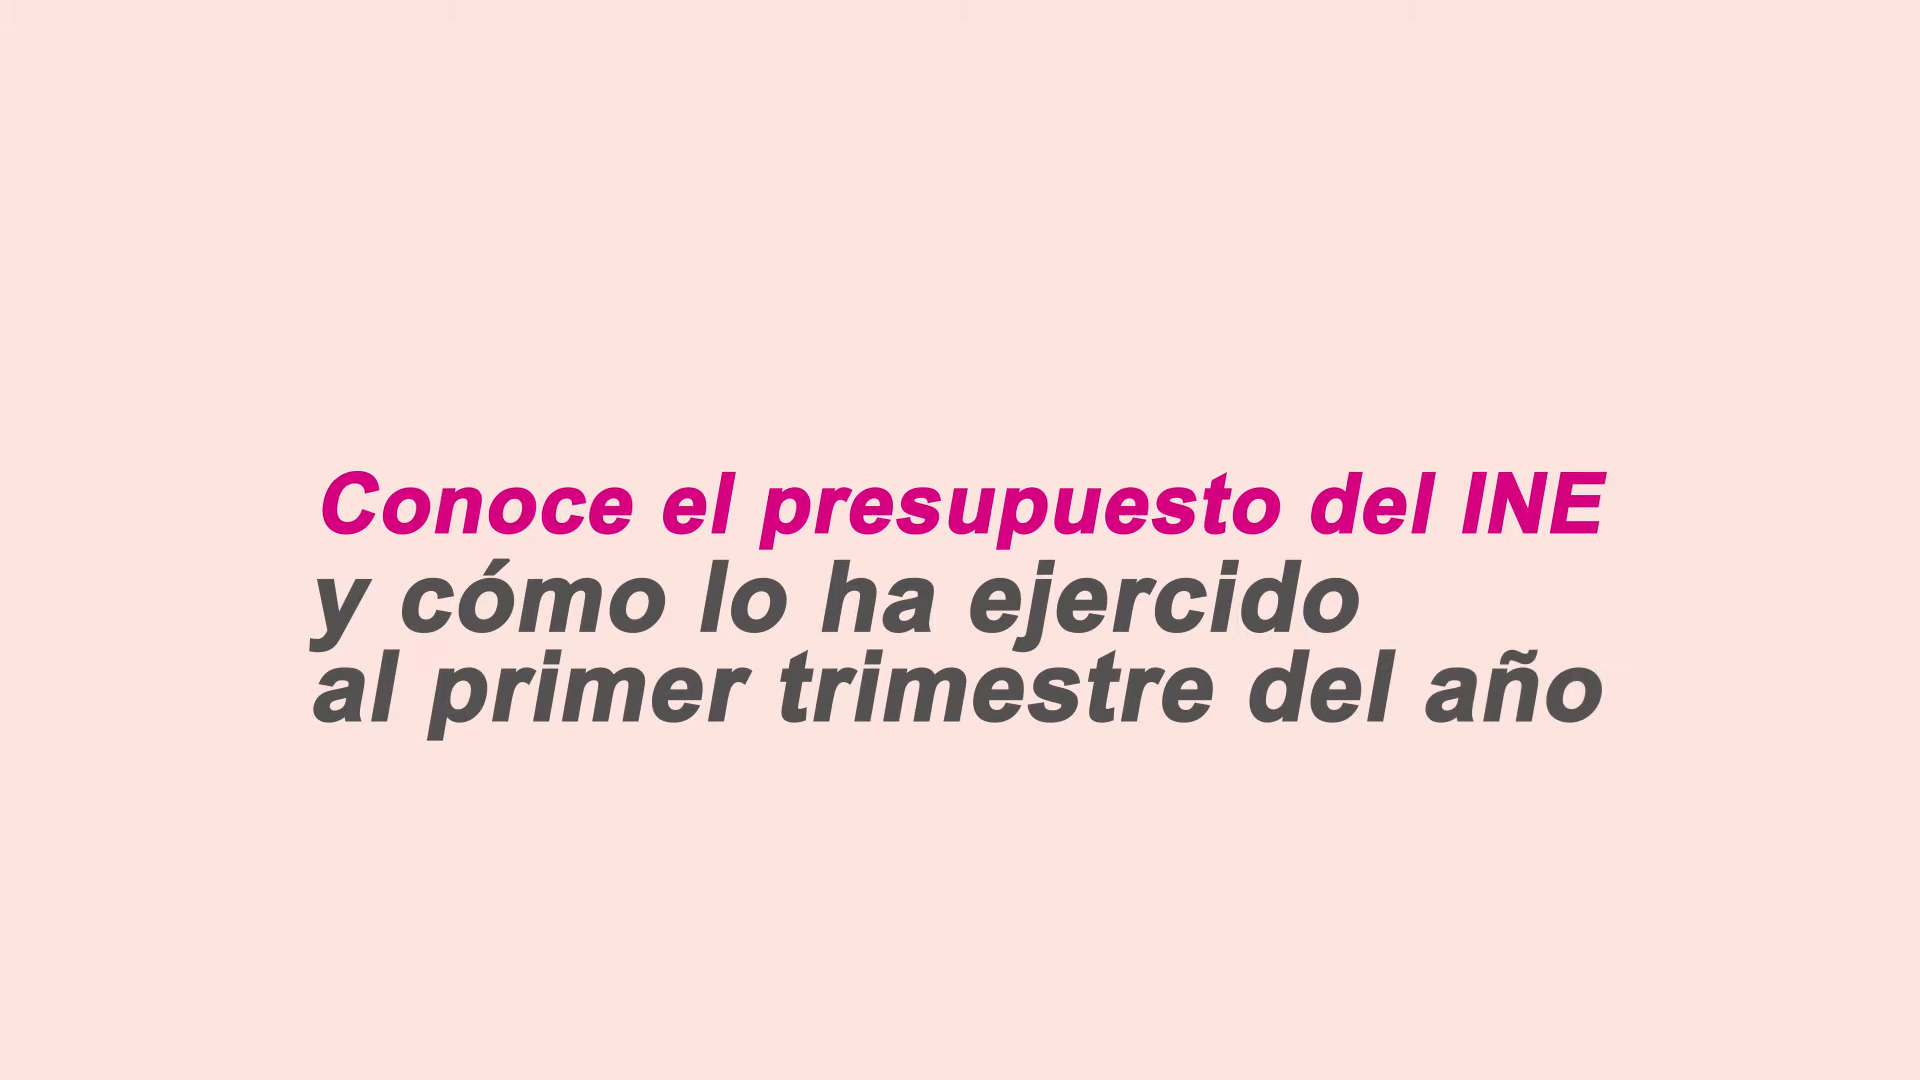 Conoce el presupuesto del INE
y cómo lo ha ejercido
al primer trimestre del año